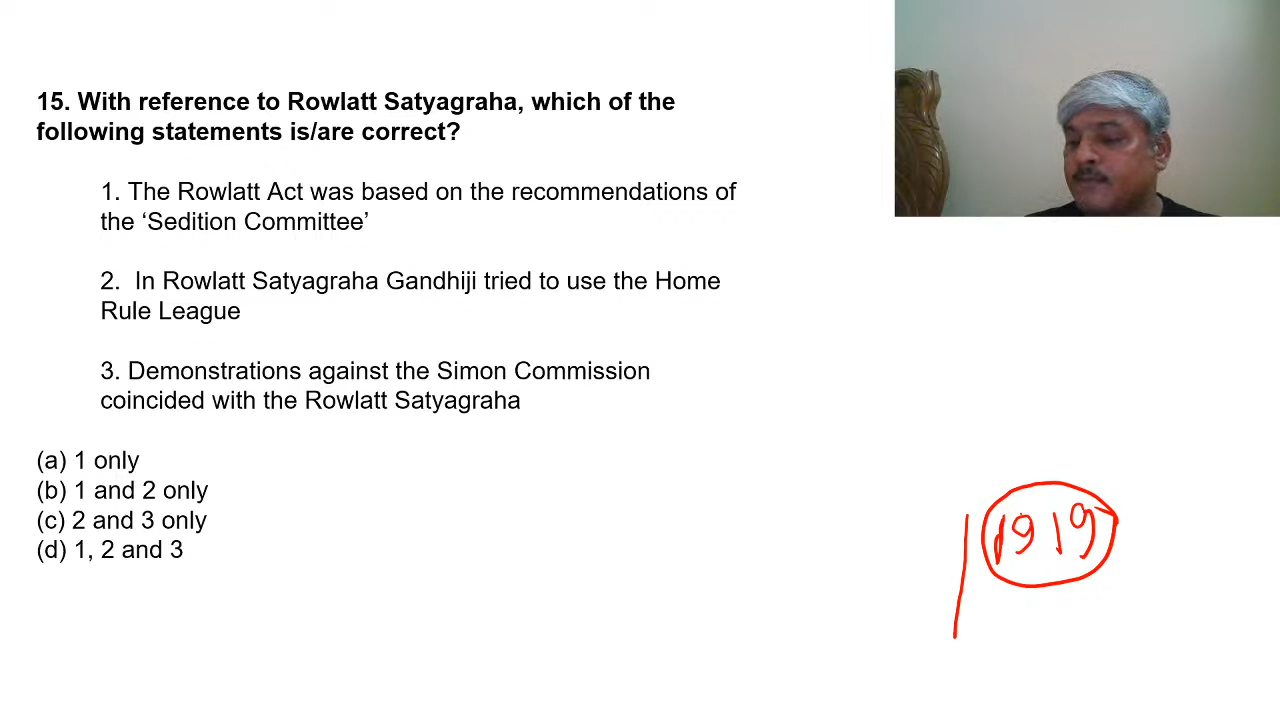 15. With reference to Rowlatt Satyagraha, which of the
following statements is/are correct?
1. The Rowlatt Act was based on the recommendations of
the ‘Sedition Committee’
2.  In Rowlatt Satyagraha Gandhiji tried to use the Home
Rule League
3. Demonstrations against the Simon Commission
coincided with the Rowlatt Satyagraha
(a) 1 only
(b) 1 and 2 only
(c) 2 and 3 only
(d) 1, 2 and 3
1919